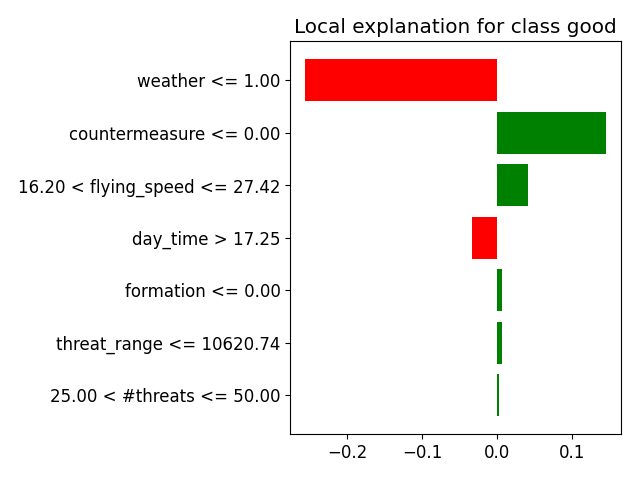 Local explanation for class good
weather <= 1.00
countermeasure <= 0.00
16.20 < flying_speed <= 27.42
day_time > 17.25
formation <= 0.00
threat_range <= 10620.74
25.00 < #threats <= 50.00
−0.2 −0.1 0.0 0.1